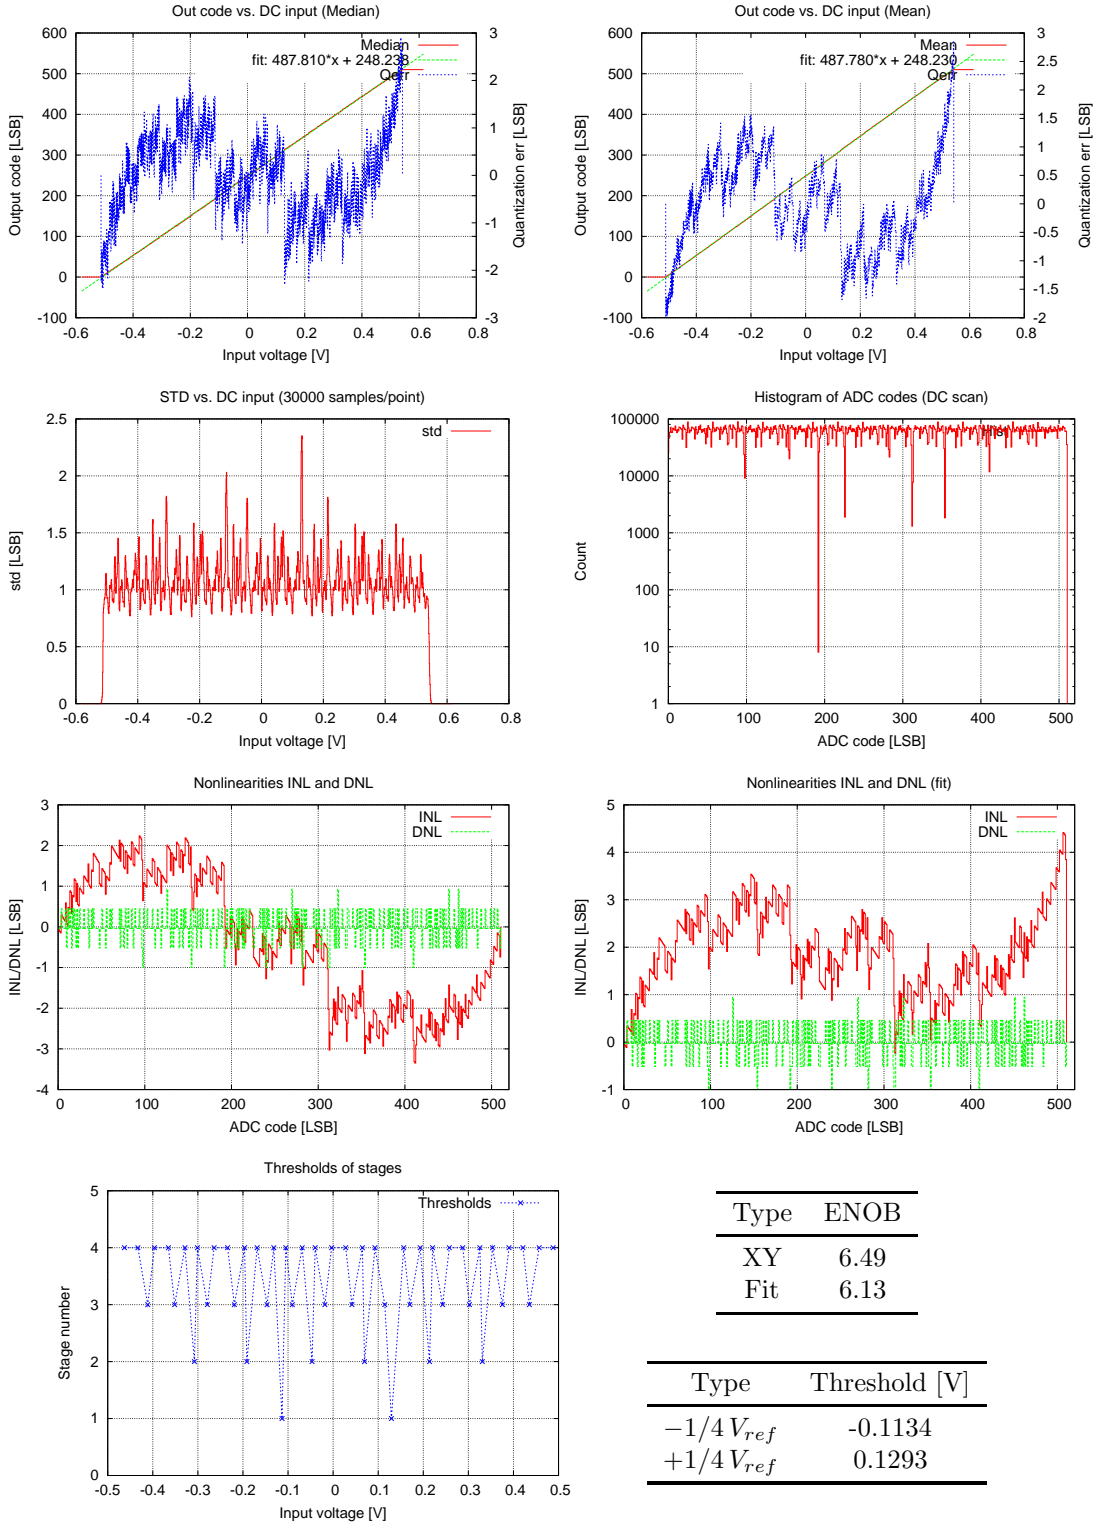 Out code vs. DC input (Median)
600
500
400
300
200
100
0
-100
3
2
1
0
-1
-2
-3
-0.6
-0.4
-0.2
0
0.2
0.4
0.6
0.8
Output code [LSB]
Quantization err [LSB]
Input voltage [V]
Median
fit: 487.810*x + 248.238
Qerr
Out code vs. DC input (Mean)
600
500
400
300
200
100
0
-100
3
2.5
2
1.5
1
0.5
0
-0.5
-1
-1.5
-2
-0.6
-0.4
-0.2
0
0.2
0.4
0.6
0.8
Output code [LSB]
Quantization err [LSB]
Input voltage [V]
Mean
fit: 487.780*x + 248.230
Qerr
STD vs. DC input (30000 samples/point)
2.5
2
1.5
1
0.5
0
-0.6
-0.4
-0.2
0
0.2
0.4
0.6
0.8
std [LSB]
Input voltage [V]
std
Histogram of ADC codes (DC scan)
100000
10000
1000
100
10
1
0
100
200
300
400
500
Count
ADC code [LSB]
Nonlinearities INL and DNL
3
2
1
0
-1
-2
-3
-4
0
100
200
300
400
500
INL/DNL [LSB]
ADC code [LSB]
INL
DNL
Nonlinearities INL and DNL (fit)
5
4
3
2
1
0
-1
0
100
200
300
400
500
INL/DNL [LSB]
ADC code [LSB]
INL
DNL
Thresholds of stages
5
4
3
2
1
0
-0.5
-0.4
-0.3
-0.2
-0.1
0
0.1
0.2
0.3
0.4
0.5
Stage number
Input voltage [V]
Thresholds
Type ENOB
XY 6.49
Fit 6.13
Type Threshold [V]
−1/4 Vref -0.1134
+1/4 Vref 0.1293